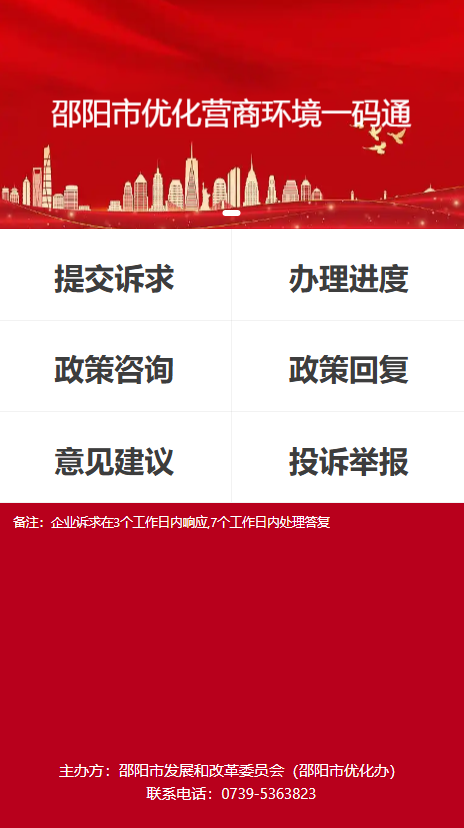 邵阳市优化营商环境一码通
提交诉求 办理进度
政策咨询 政策回复
意见建议 投诉举报
备注：企业诉求在3个工作日内响应,7个工作日内处理答复
主办方：邵阳市发展和改革委员会（邵阳市优化办）
联系电话：0739-5363823